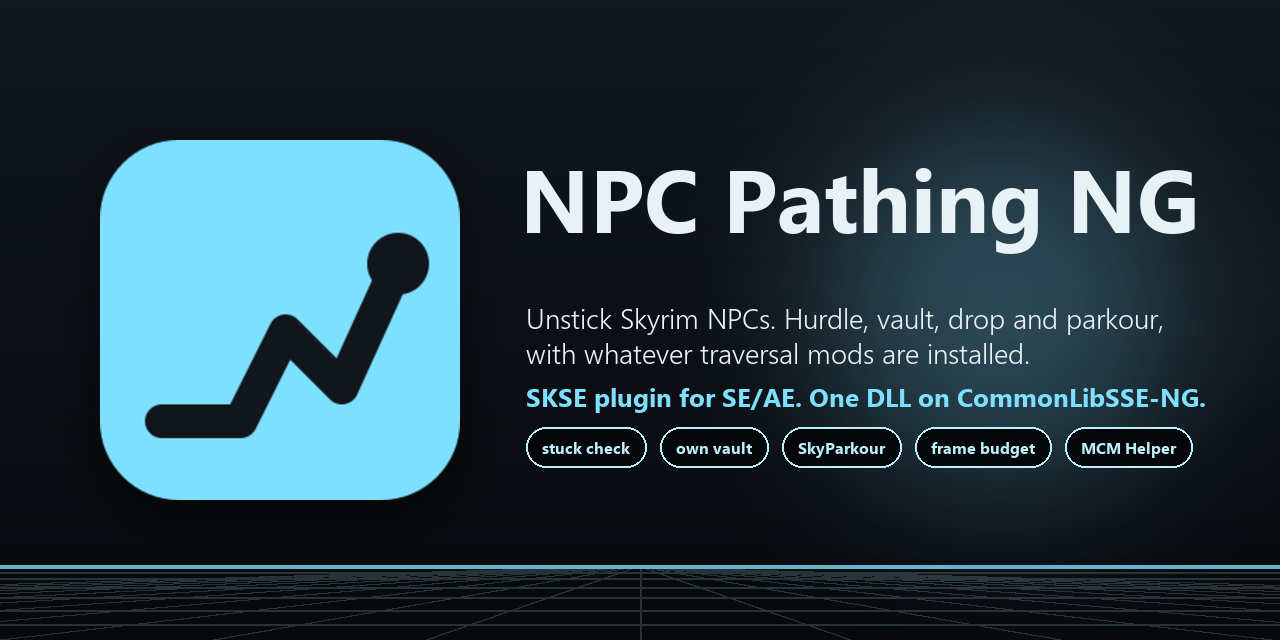 NPC Pathing NG
Unstick Skyrim NPCs. Hurdle, vault, drop and parkour,
with whatever traversal mods are installed.
SKSE plugin for SE/AE. One DLL on CommonLibSSE-NG.
stuck check own vault SkyParkour frame budget MCM Helper